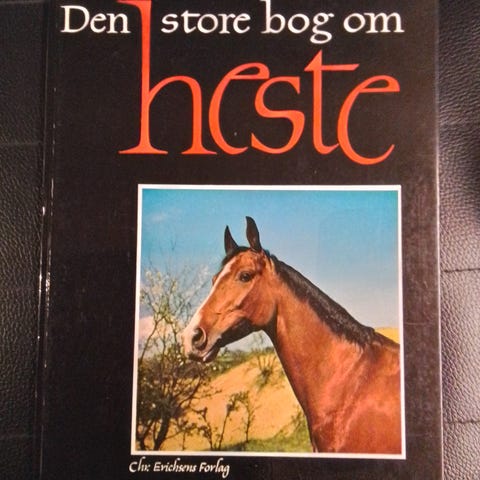 Den store bog om
heste
Chr. Erichsens Forlag